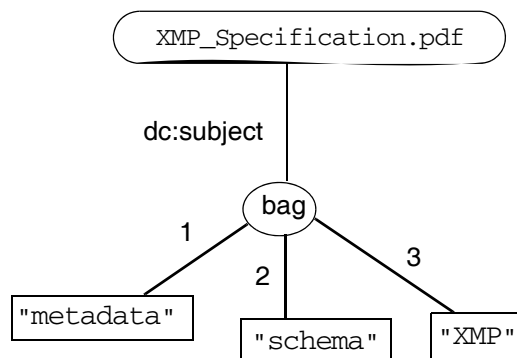 XMP_Specification.pdf
dc:subject
bag
1
2
3
"metadata"
"schema"
"XMP"